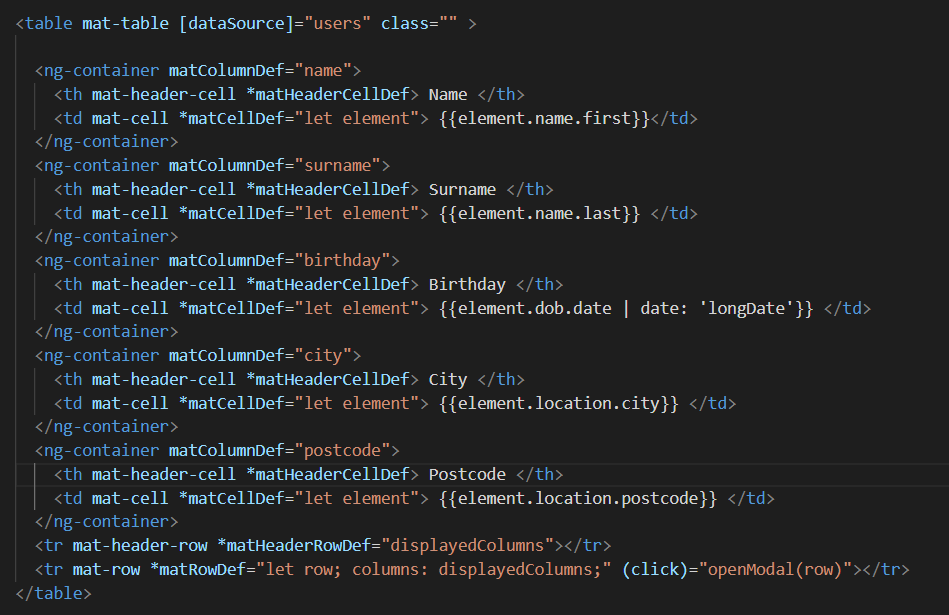 <table mat-table [dataSource]="users" class="" >
<ng-container matColumnDef="name">
<th mat-header-cell *matHeaderCellDef> Name </th>
<td mat-cell *matCellDef="let element"> {{element.name.first}}</td>
</ng-container>
<ng-container matColumnDef="surname">
<th mat-header-cell *matHeaderCellDef> Surname </th>
<td mat-cell *matCellDef="let element"> {{element.name.last}} </td>
</ng-container>
<ng-container matColumnDef="birthday">
<th mat-header-cell *matHeaderCellDef> Birthday </th>
<td mat-cell *matCellDef="let element"> {{element.dob.date | date: 'longDate'}} </td>
</ng-container>
<ng-container matColumnDef="city">
<th mat-header-cell *matHeaderCellDef> City </th>
<td mat-cell *matCellDef="let element"> {{element.location.city}} </td>
</ng-container>
<ng-container matColumnDef="postcode">
<th mat-header-cell *matHeaderCellDef> Postcode </th>
<td mat-cell *matCellDef="let element"> {{element.location.postcode}} </td>
</ng-container>
<tr mat-header-row *matHeaderRowDef="displayedColumns"></tr>
<tr mat-row *matRowDef="let row; columns: displayedColumns;" (click)="openModal(row)"></tr>
</table>